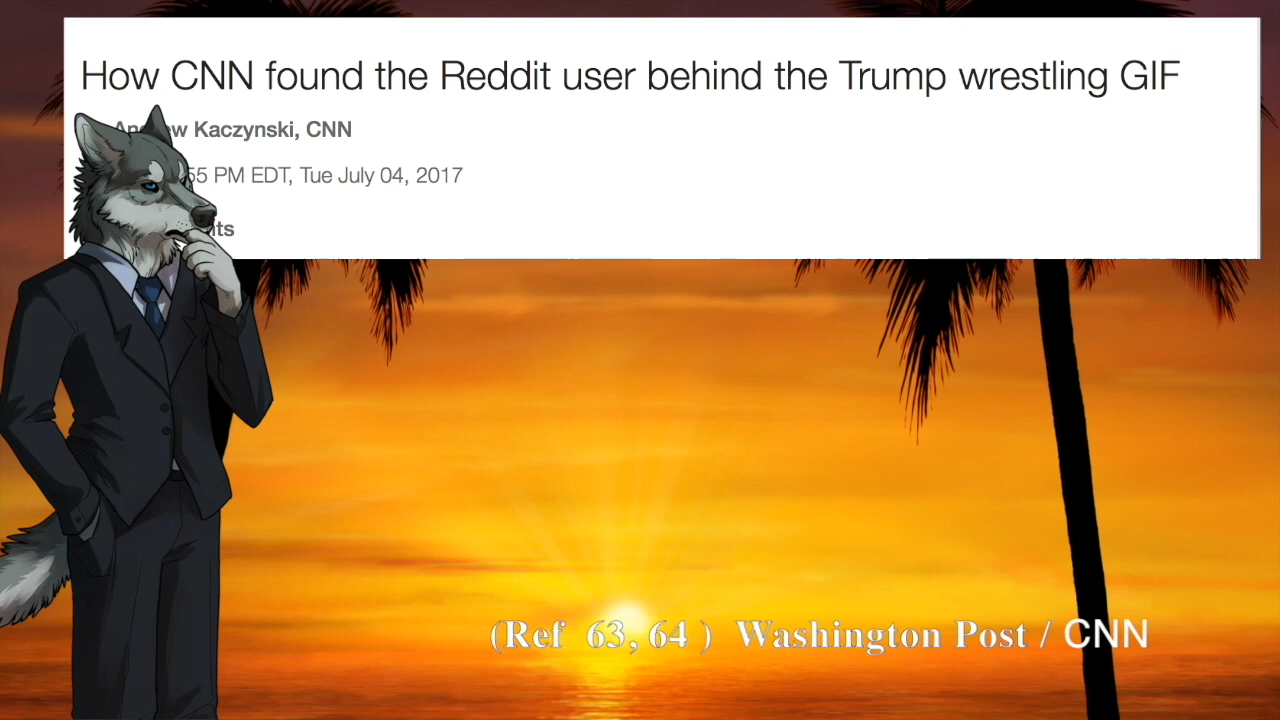 How CNN found the Reddit user behind the Trump wrestling GIF
Kaczynski, CNN
PM EDT, Tue July 04, 2017
(Ref 63, 64 ) Washington Post / CNN